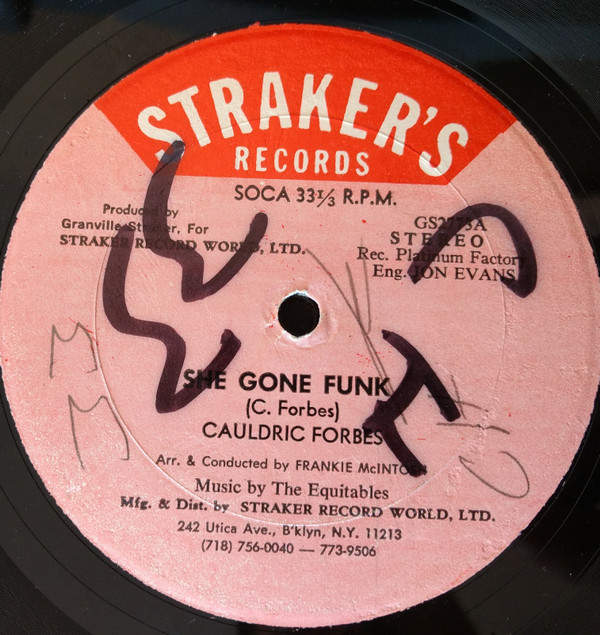 STRAKER'S
RECORDS
SOCA 33⅓ R.P.M.
Produced by
Granville Straker, For
STRAKER RECORD WORLD, LTD.
GS2773A
STEREO
Rec. Platinum Factory
Eng. JON EVANS
33
SHE GONE FUNK
(C. Forbes)
CAULDRIC FORBES
Arr. & Conducted by FRANKIE McINTOSH
Music by The Equitables
Mfg. & Dist. by STRAKER RECORD WORLD, LTD.
242 Utica Ave., B'klyn, N.Y. 11213
(718) 756-0040 — 773-9506